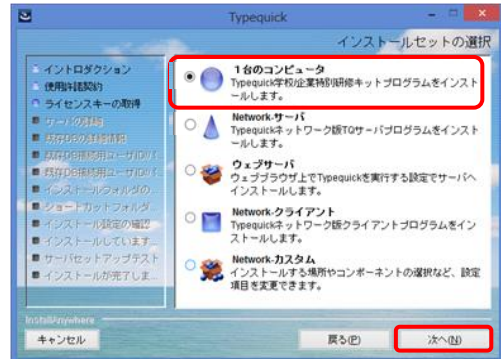 Typequick
インストールセットの選択
イントロダクション
使用許諾契約
ライセンスキーの取得
サーバの詳細
既存DBの詳細情報
既存DB接続用ユーザID/
既存DB接続用ユーザID/
インストールフォルダの...
ショートカットフォルダ...
インストール設定の確認
インストールしています...
サーバセットアップテスト
インストールが完了しま...
1台のコンピュータ
Typequick学校/企業特別研修キットプログラムをインスト
ールします。
Network-サーバ
Typequickネットワーク版TQサーバプログラムをインスト
ールします。
ウェブサーバ
ウェブブラウザ上でTypequickを実行する設定でサーバへ
インストールします。
Network-クライアント
Typequickネットワーク版クライアントプログラムをイン
ストールします。
Network-カスタム
インストールする場所やコンポーネントの選択など、設定
項目を変更できます。
InstallAnywhere
キャンセル
戻る(P)
次へ(N)